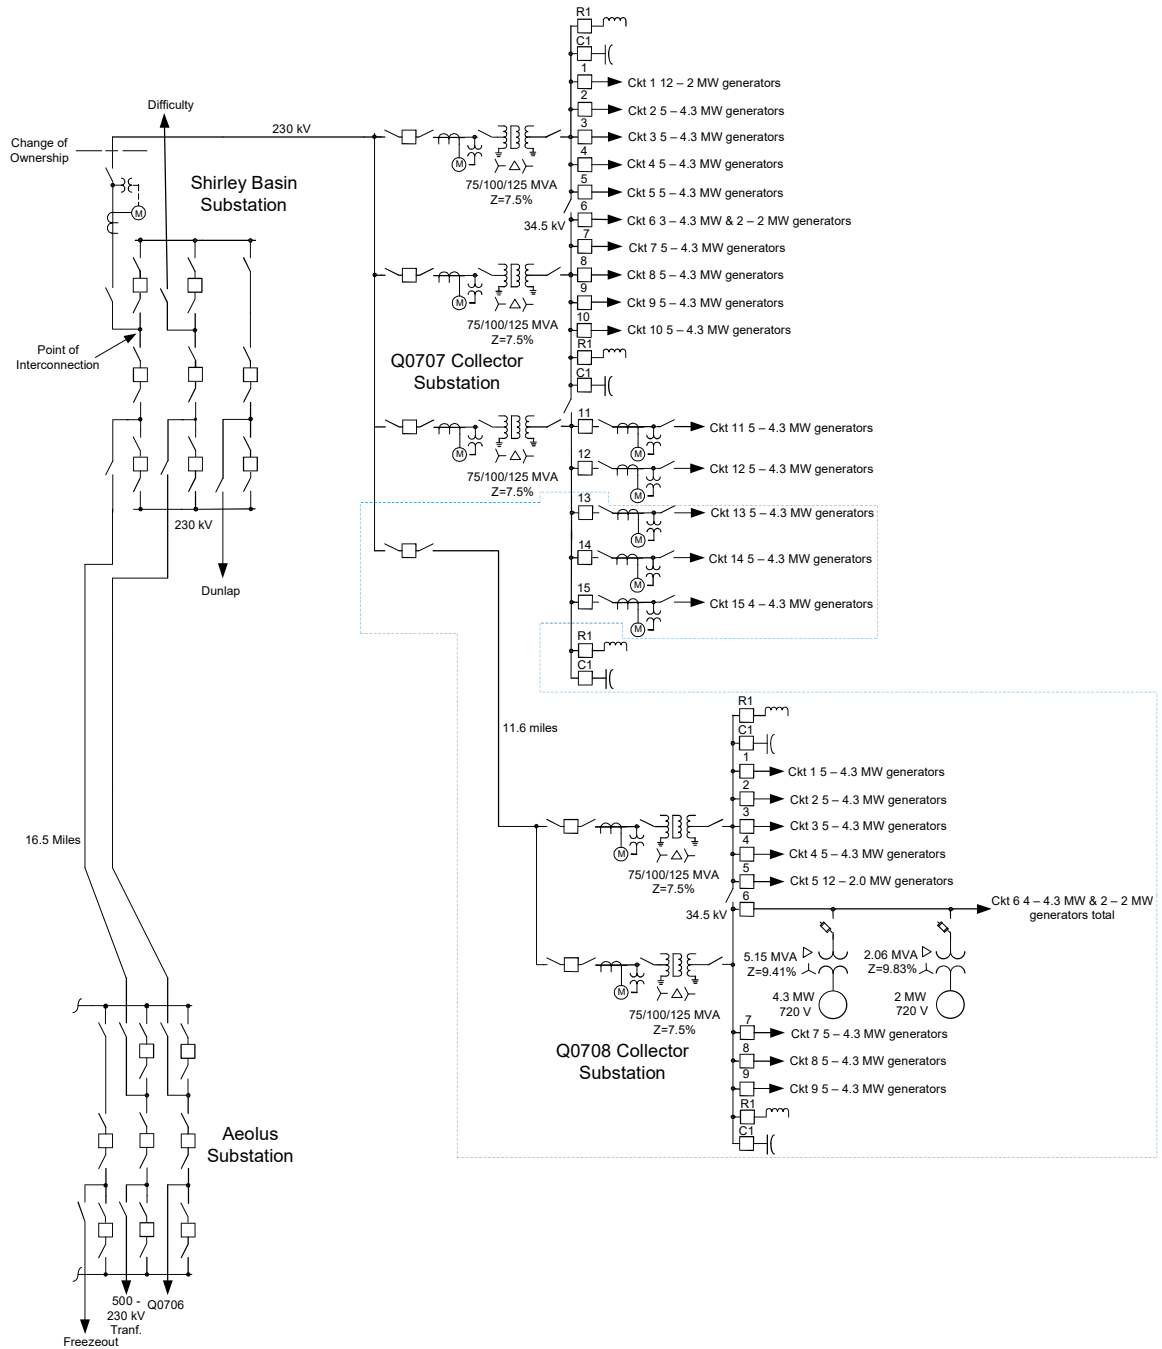 R1
C1
1
Ckt 1 12 – 2 MW generators
2
Ckt 2 5 – 4.3 MW generators
3
Ckt 3 5 – 4.3 MW generators
4
Ckt 4 5 – 4.3 MW generators
5
Ckt 5 5 – 4.3 MW generators
6
Ckt 6 3 – 4.3 MW & 2 – 2 MW generators
7
Ckt 7 5 – 4.3 MW generators
8
Ckt 8 5 – 4.3 MW generators
9
Ckt 9 5 – 4.3 MW generators
10
Ckt 10 5 – 4.3 MW generators
R1
C1
34.5 kV
Difficulty
230 kV
Change of
Ownership
M
Shirley Basin
Substation
M
75/100/125 MVA
Z=7.5%
M
75/100/125 MVA
Z=7.5%
Point of
Interconnection
Q0707 Collector
Substation
M
75/100/125 MVA
Z=7.5%
11
M
Ckt 11 5 – 4.3 MW generators
12
M
Ckt 12 5 – 4.3 MW generators
13
M
Ckt 13 5 – 4.3 MW generators
14
M
Ckt 14 5 – 4.3 MW generators
15
M
Ckt 15 4 – 4.3 MW generators
R1
C1
230 kV
Dunlap
11.6 miles
16.5 Miles
R1
C1
1
Ckt 1 5 – 4.3 MW generators
2
Ckt 2 5 – 4.3 MW generators
3
Ckt 3 5 – 4.3 MW generators
4
Ckt 4 5 – 4.3 MW generators
5
Ckt 5 12 – 2.0 MW generators
6
Ckt 6 4 – 4.3 MW & 2 – 2 MW
generators total
M
75/100/125 MVA
Z=7.5%
34.5 kV
5.15 MVA
Z=9.41%
4.3 MW
720 V
2.06 MVA
Z=9.83%
2 MW
720 V
M
75/100/125 MVA
Z=7.5%
Q0708 Collector
Substation
7
Ckt 7 5 – 4.3 MW generators
8
Ckt 8 5 – 4.3 MW generators
9
Ckt 9 5 – 4.3 MW generators
R1
C1
Aeolus
Substation
500 -
230 kV
Tranf.
Q0706
Freezeout